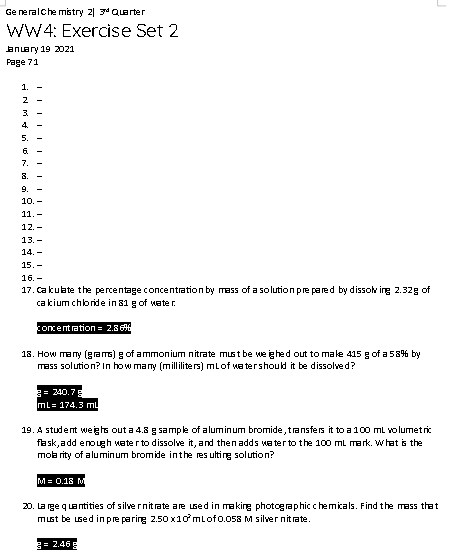 General Chemistry 2| 3rd Quarter
WW4: Exercise Set 2
January 19 2021
Page 71
1. –
2. –
3. –
4. –
5. –
6. –
7. –
8. –
9. –
10. –
11. –
12. –
13. –
14. –
15. –
16. –
17. Calculate the percentage concentration by mass of a solution prepared by dissolving 2.32g of
calcium chloride in 81 g of water.
concentration = 2.86%
18. How many (grams) g of ammonium nitrate must be weighed out to make 415 g of a 58% by
mass solution? In how many (milliliters) mL of water should it be dissolved?
g = 240.7 g
mL = 174.3 mL
19. A student weighs out a 4.8 g sample of aluminum bromide, transfers it to a 100 mL volumetric
flask, add enough water to dissolve it, and then adds water to the 100 mL mark. What is the
molarity of aluminum bromide in the resulting solution?
M = 0.18 M
20. Large quantities of silver nitrate are used in making photographic chemicals. Find the mass that
must be used in preparing 2.50 x 10² mL of 0.058 M silver nitrate.
g = 2.46 g